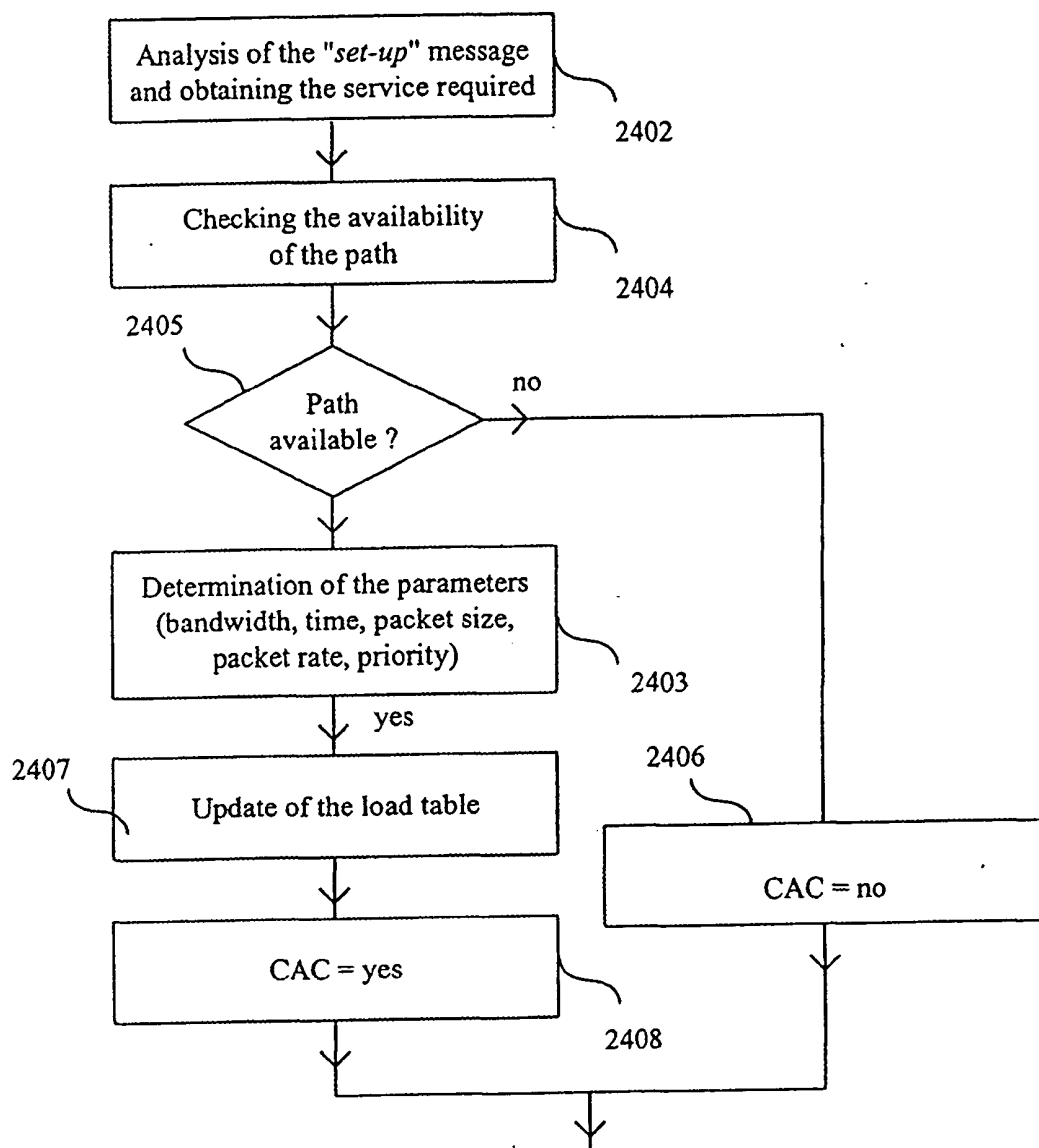 Analysis of the "set-up" message
and obtaining the service required
2402
Checking the availability
of the path
2404
2405
Path
available ?
no
Determination of the parameters
(bandwidth, time, packet size,
packet rate, priority)
2403
yes
2407
Update of the load table
2406
CAC = no
CAC = yes
2408